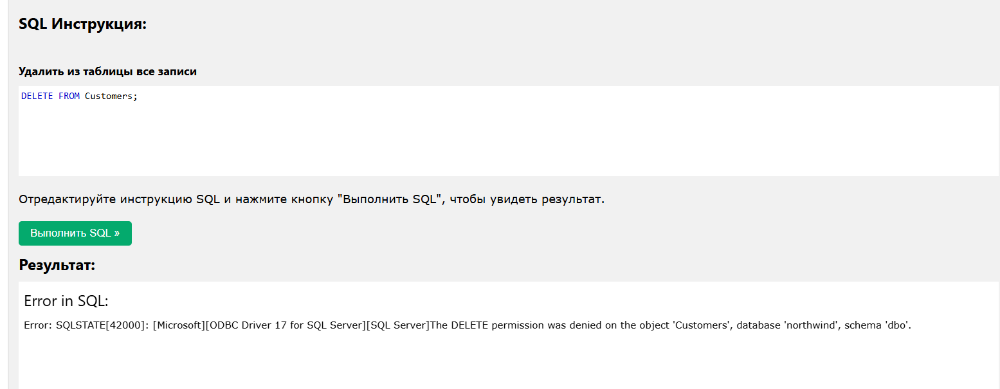 SQL Инструкция:
Удалить из таблицы все записи
DELETE FROM Customers;
Отредактируйте инструкцию SQL и нажмите кнопку "Выполнить SQL", чтобы увидеть результат.
Выполнить SQL »
Результат:
Error in SQL:
Error: SQLSTATE[42000]: [Microsoft][ODBC Driver 17 for SQL Server][SQL Server]The DELETE permission was denied on the object 'Customers', database 'northwind', schema 'dbo'.